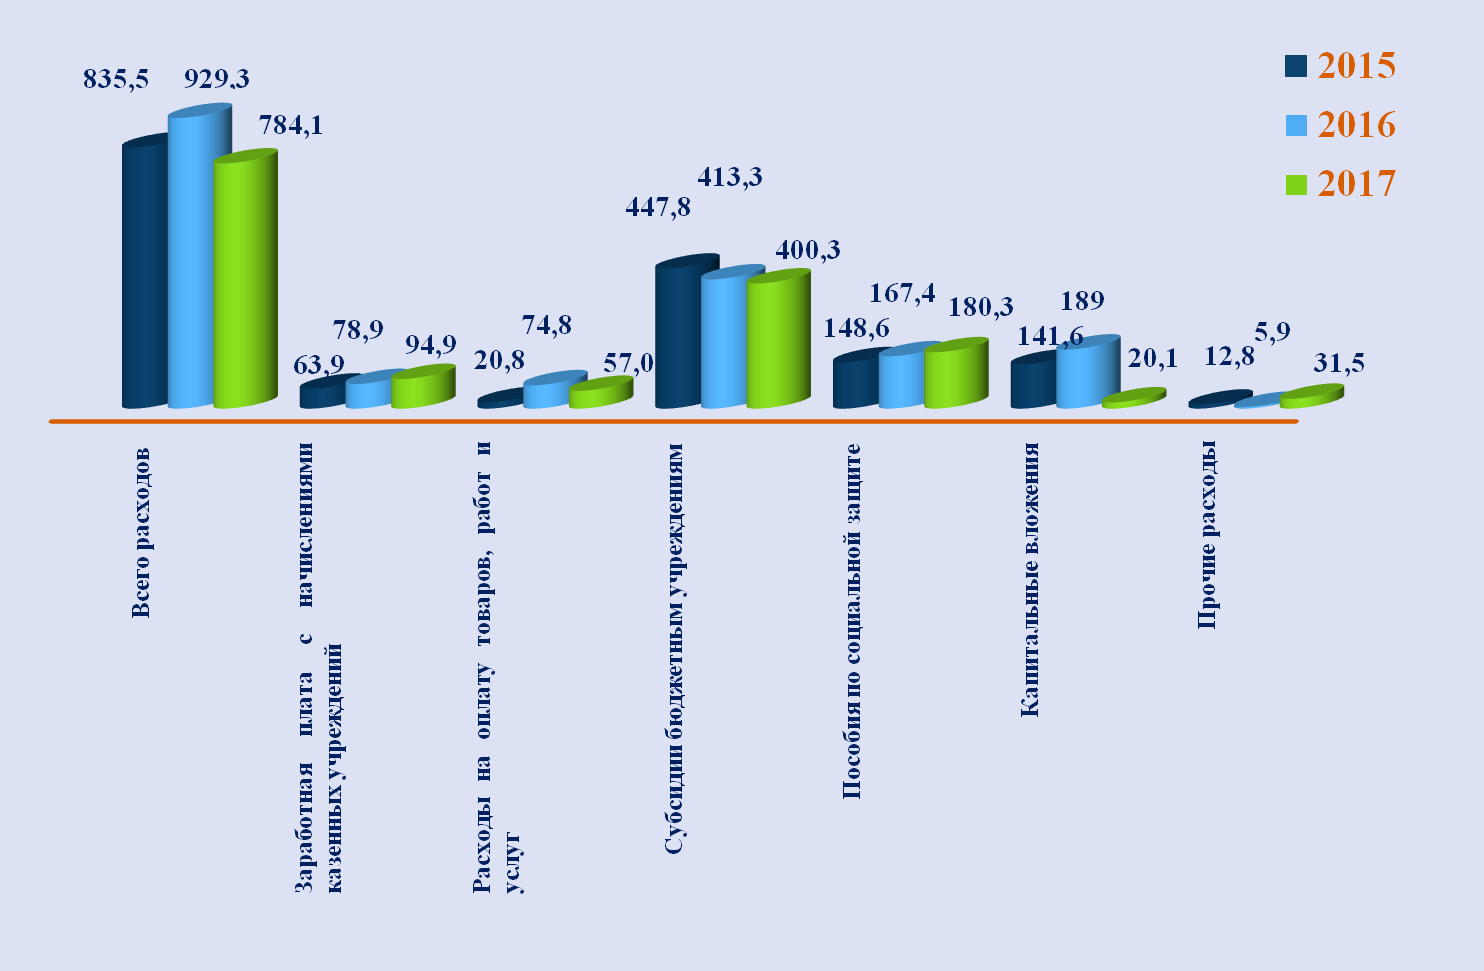 835,5
929,3
784,1
63,9
78,9
94,9
20,8
74,8
57,0
447,8
413,3
400,3
148,6
167,4
180,3
141,6
189
20,1
12,8
5,9
31,5
2015
2016
2017
Всего расходов
Заработная плата с начислениями
казенных учреждений
Расходы на оплату товаров, работ и
услуг
Субсидии бюджетным учреждениям
Пособия по социальной защите
Капитальные вложения
Прочие расходы